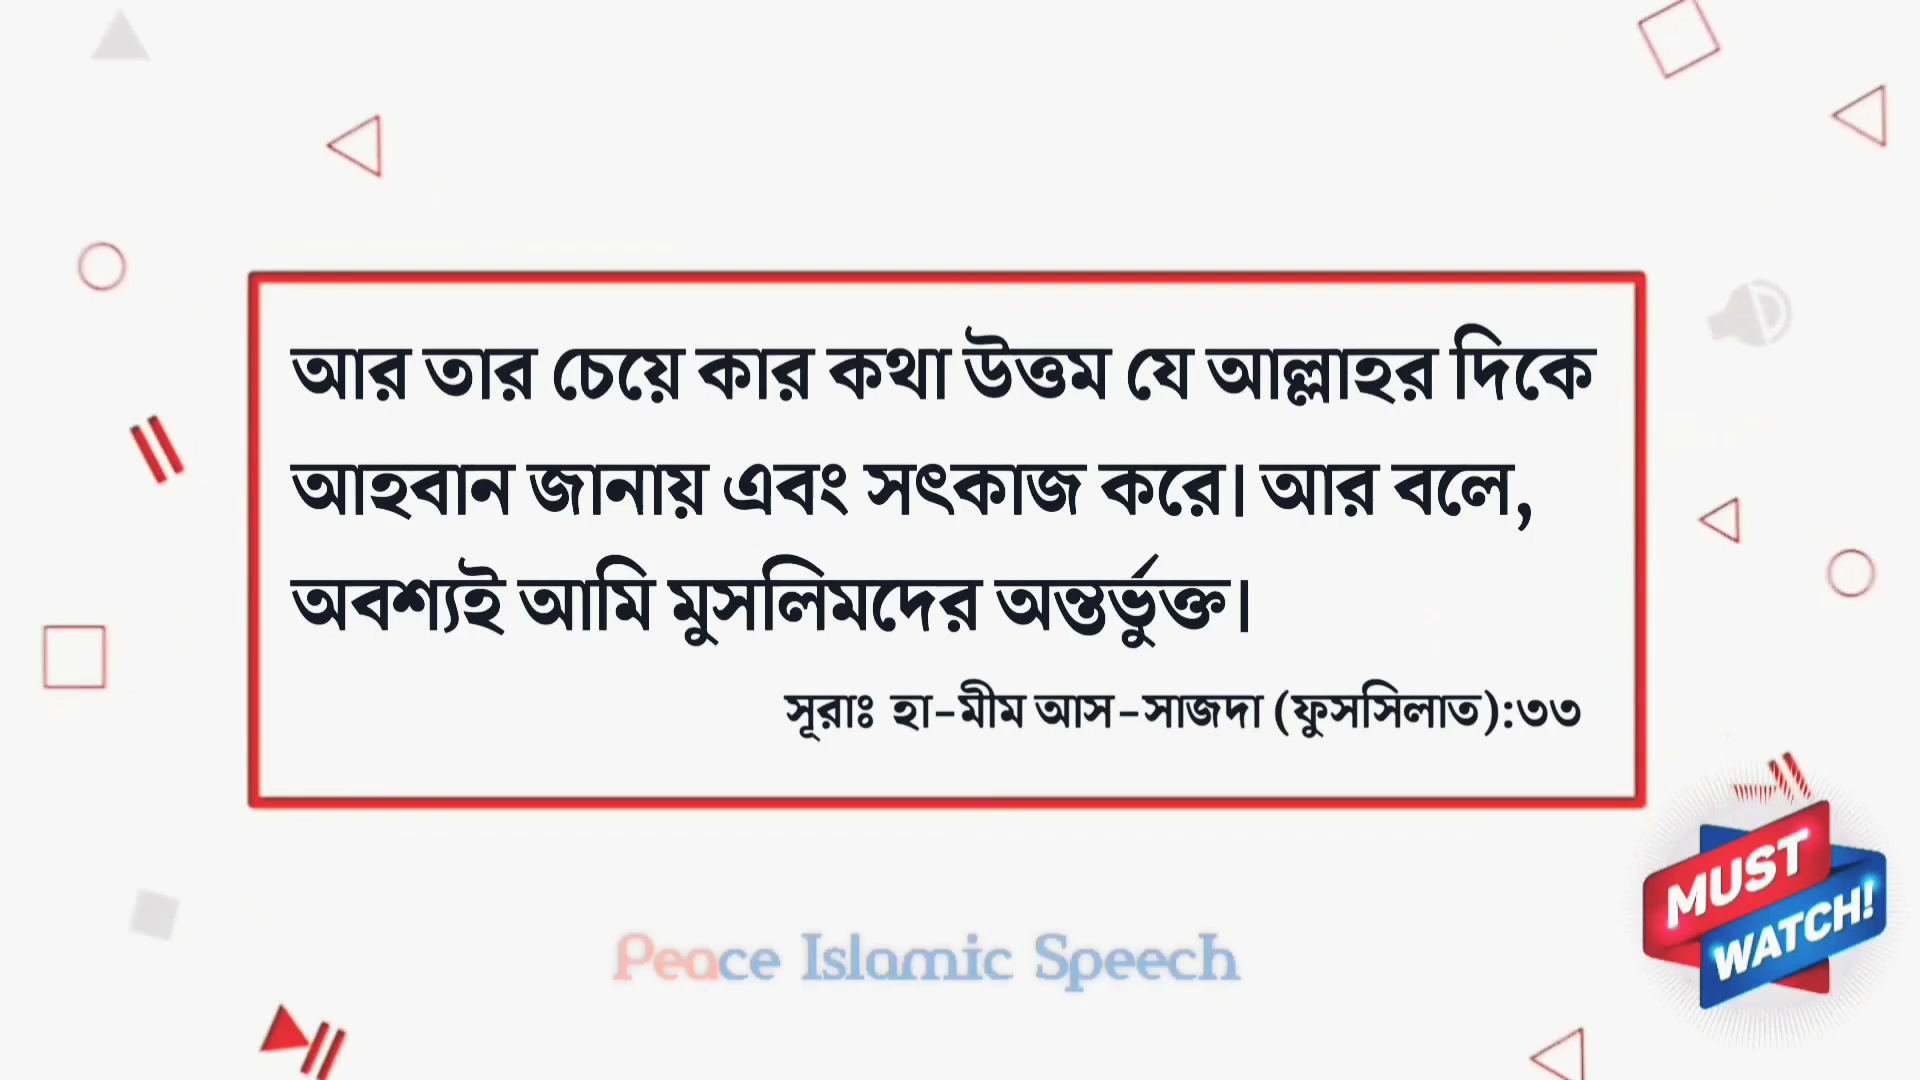 আর তার চেয়ে কার কথা উত্তম যে আল্লাহর দিকে
আহবান জানায় এবং সৎকাজ করে। আর বলে,
অবশ্যই আমি মুসলিমদের অন্তর্ভুক্ত।
সূরাঃ হা-মীম আস-সাজদা (ফুসসিলাত):৩৩
MUST
WATCH!
Peace Islamic Speech